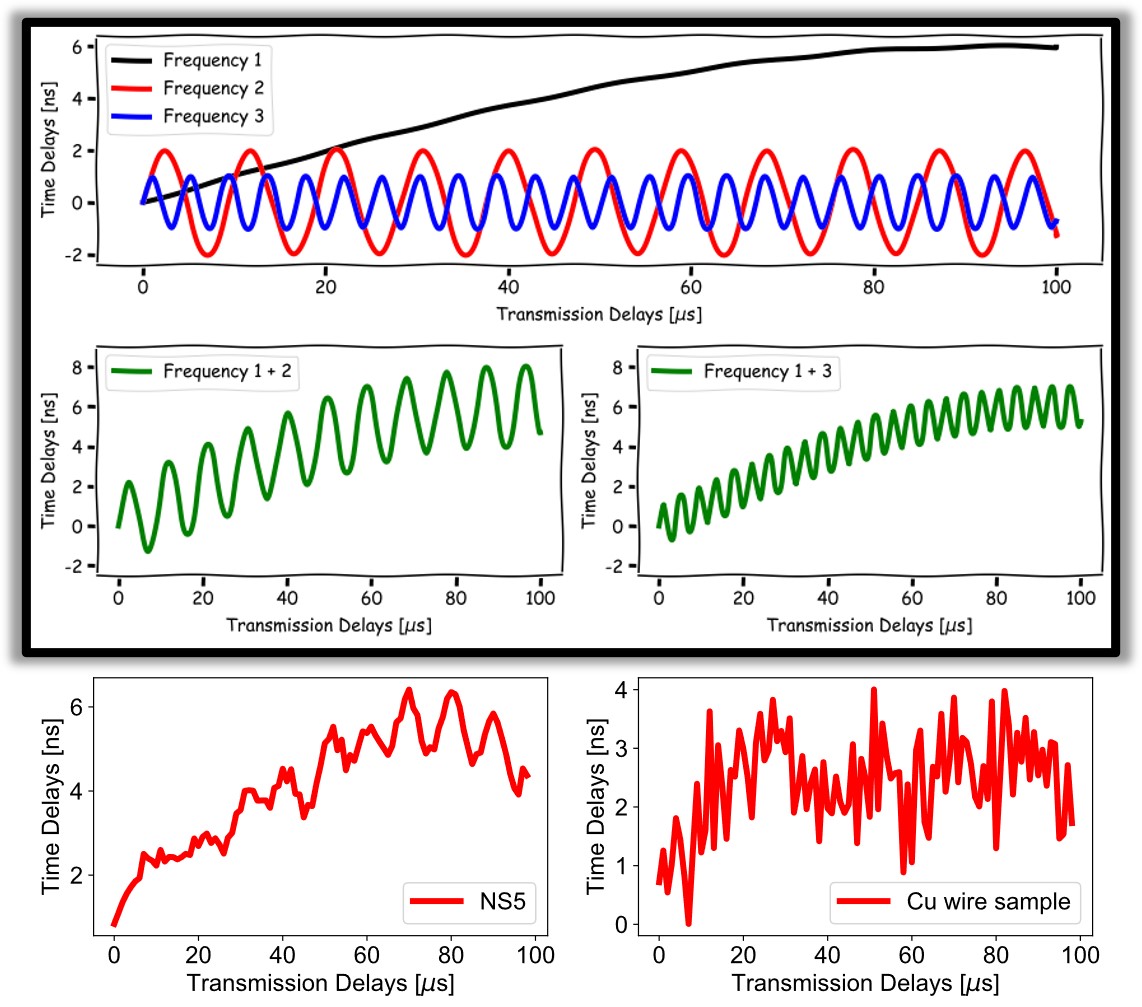 Time Delays [ns]
6
4
2
0
-2
Frequency 1
Frequency 2
Frequency 3
0 20 40 60 80 100
Transmission Delays [μs]
Time Delays [ns]
8
6
4
2
0
-2
Frequency 1 + 2
0 20 40 60 80 100
Transmission Delays [μs]
Time Delays [ns]
8
6
4
2
0
-2
Frequency 1 + 3
0 20 40 60 80 100
Transmission Delays [μs]
Time Delays [ns]
6
4
2
NS5
0 20 40 60 80 100
Transmission Delays [μs]
Time Delays [ns]
4
3
2
1
0
Cu wire sample
0 20 40 60 80 100
Transmission Delays [μs]